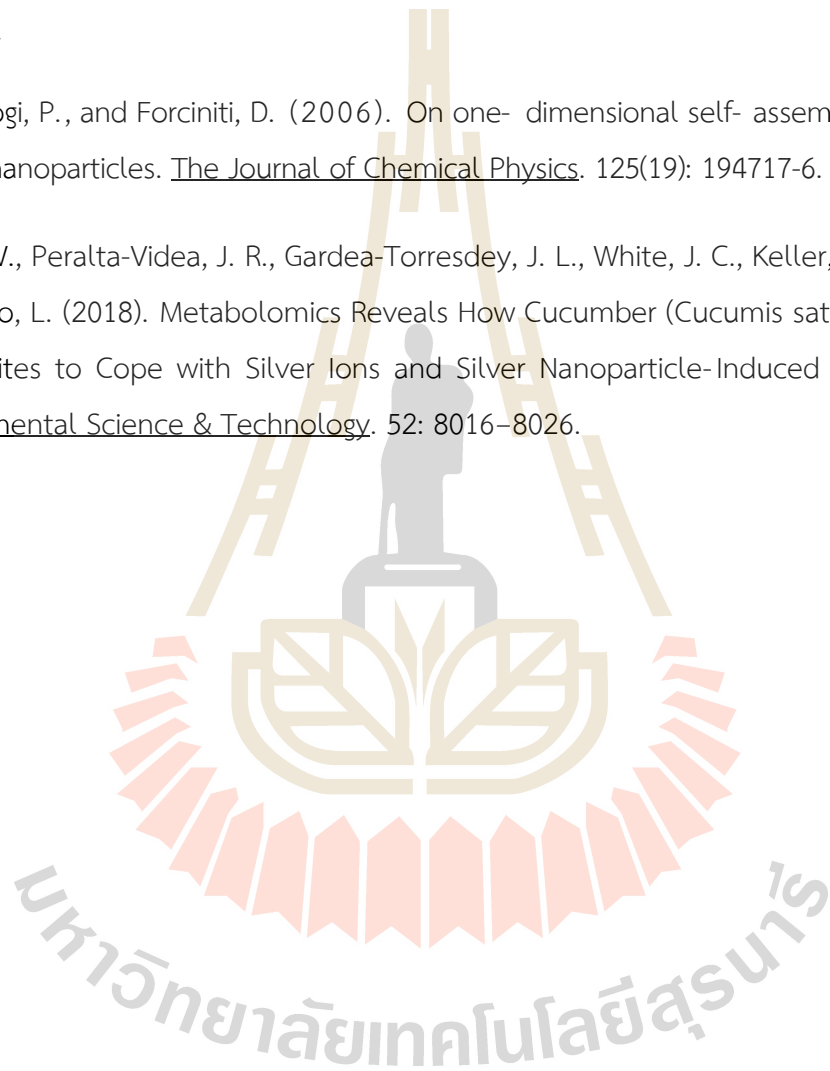 ogi, P., and Forciniti, D. (2006). On one- dimensional self- assem
nanoparticles. The Journal of Chemical Physics. 125(19): 194717-6.
V., Peralta-Videa, J. R., Gardea-Torresdey, J. L., White, J. C., Keller,
o, L. (2018). Metabolomics Reveals How Cucumber (Cucumis sat
ites to Cope with Silver Ions and Silver Nanoparticle-Induced
mental Science & Technology. 52: 8016–8026.
มหาวิทยาลัยเทคโนโลยีสุรนารี